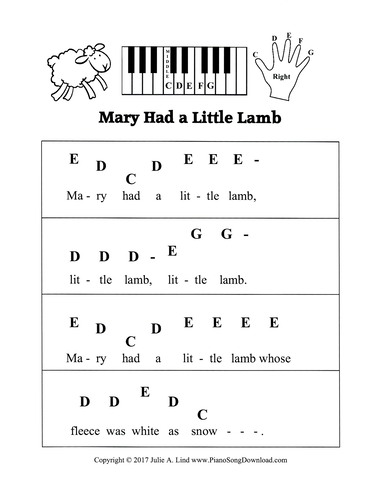 MIDDLE
C D E F G
C D E F G
Right
Mary Had a Little Lamb
E D C D E E E -
Ma - ry had a lit - tle lamb,
D D D - E G G -
lit - tle lamb, lit - tle lamb.
E D C D E E E E
Ma - ry had a lit - tle lamb whose
D D E D C
fleece was white as snow - - - .
Copyright © 2017 Julie A. Lind www.PianoSongDownload.com